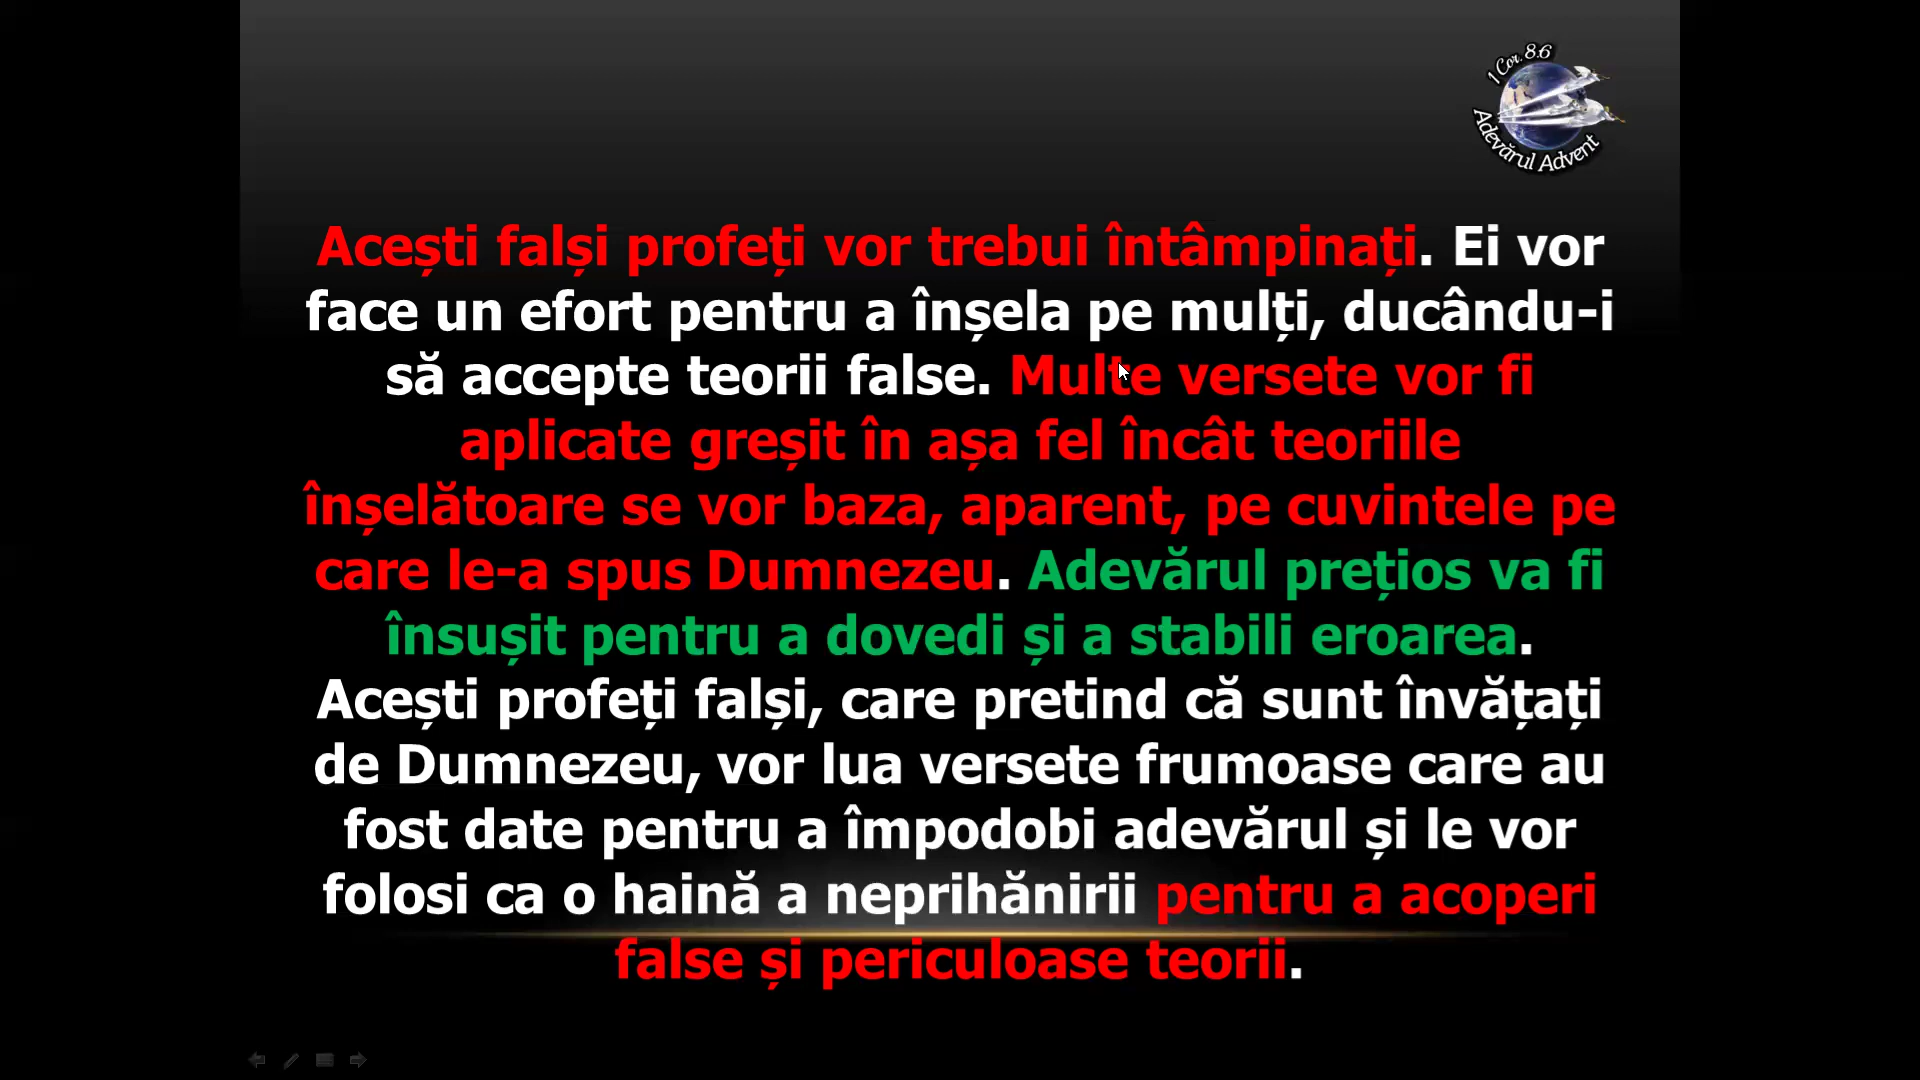 1 Cor. 8:6
Adevărul Advent
Acești falși profeți vor trebui întâmpinați. Ei vor
face un efort pentru a înșela pe mulți, ducându-i
să accepte teorii false. Multe versete vor fi
aplicate greșit în așa fel încât teoriile
înșelătoare se vor baza, aparent, pe cuvintele pe
care le-a spus Dumnezeu. Adevărul prețios va fi
însușit pentru a dovedi și a stabili eroarea.
Acești profeți falși, care pretind că sunt învățați
de Dumnezeu, vor lua versete frumoase care au
fost date pentru a împodobi adevărul și le vor
folosi ca o haină a neprihănirii pentru a acoperi
false și periculoase teorii.